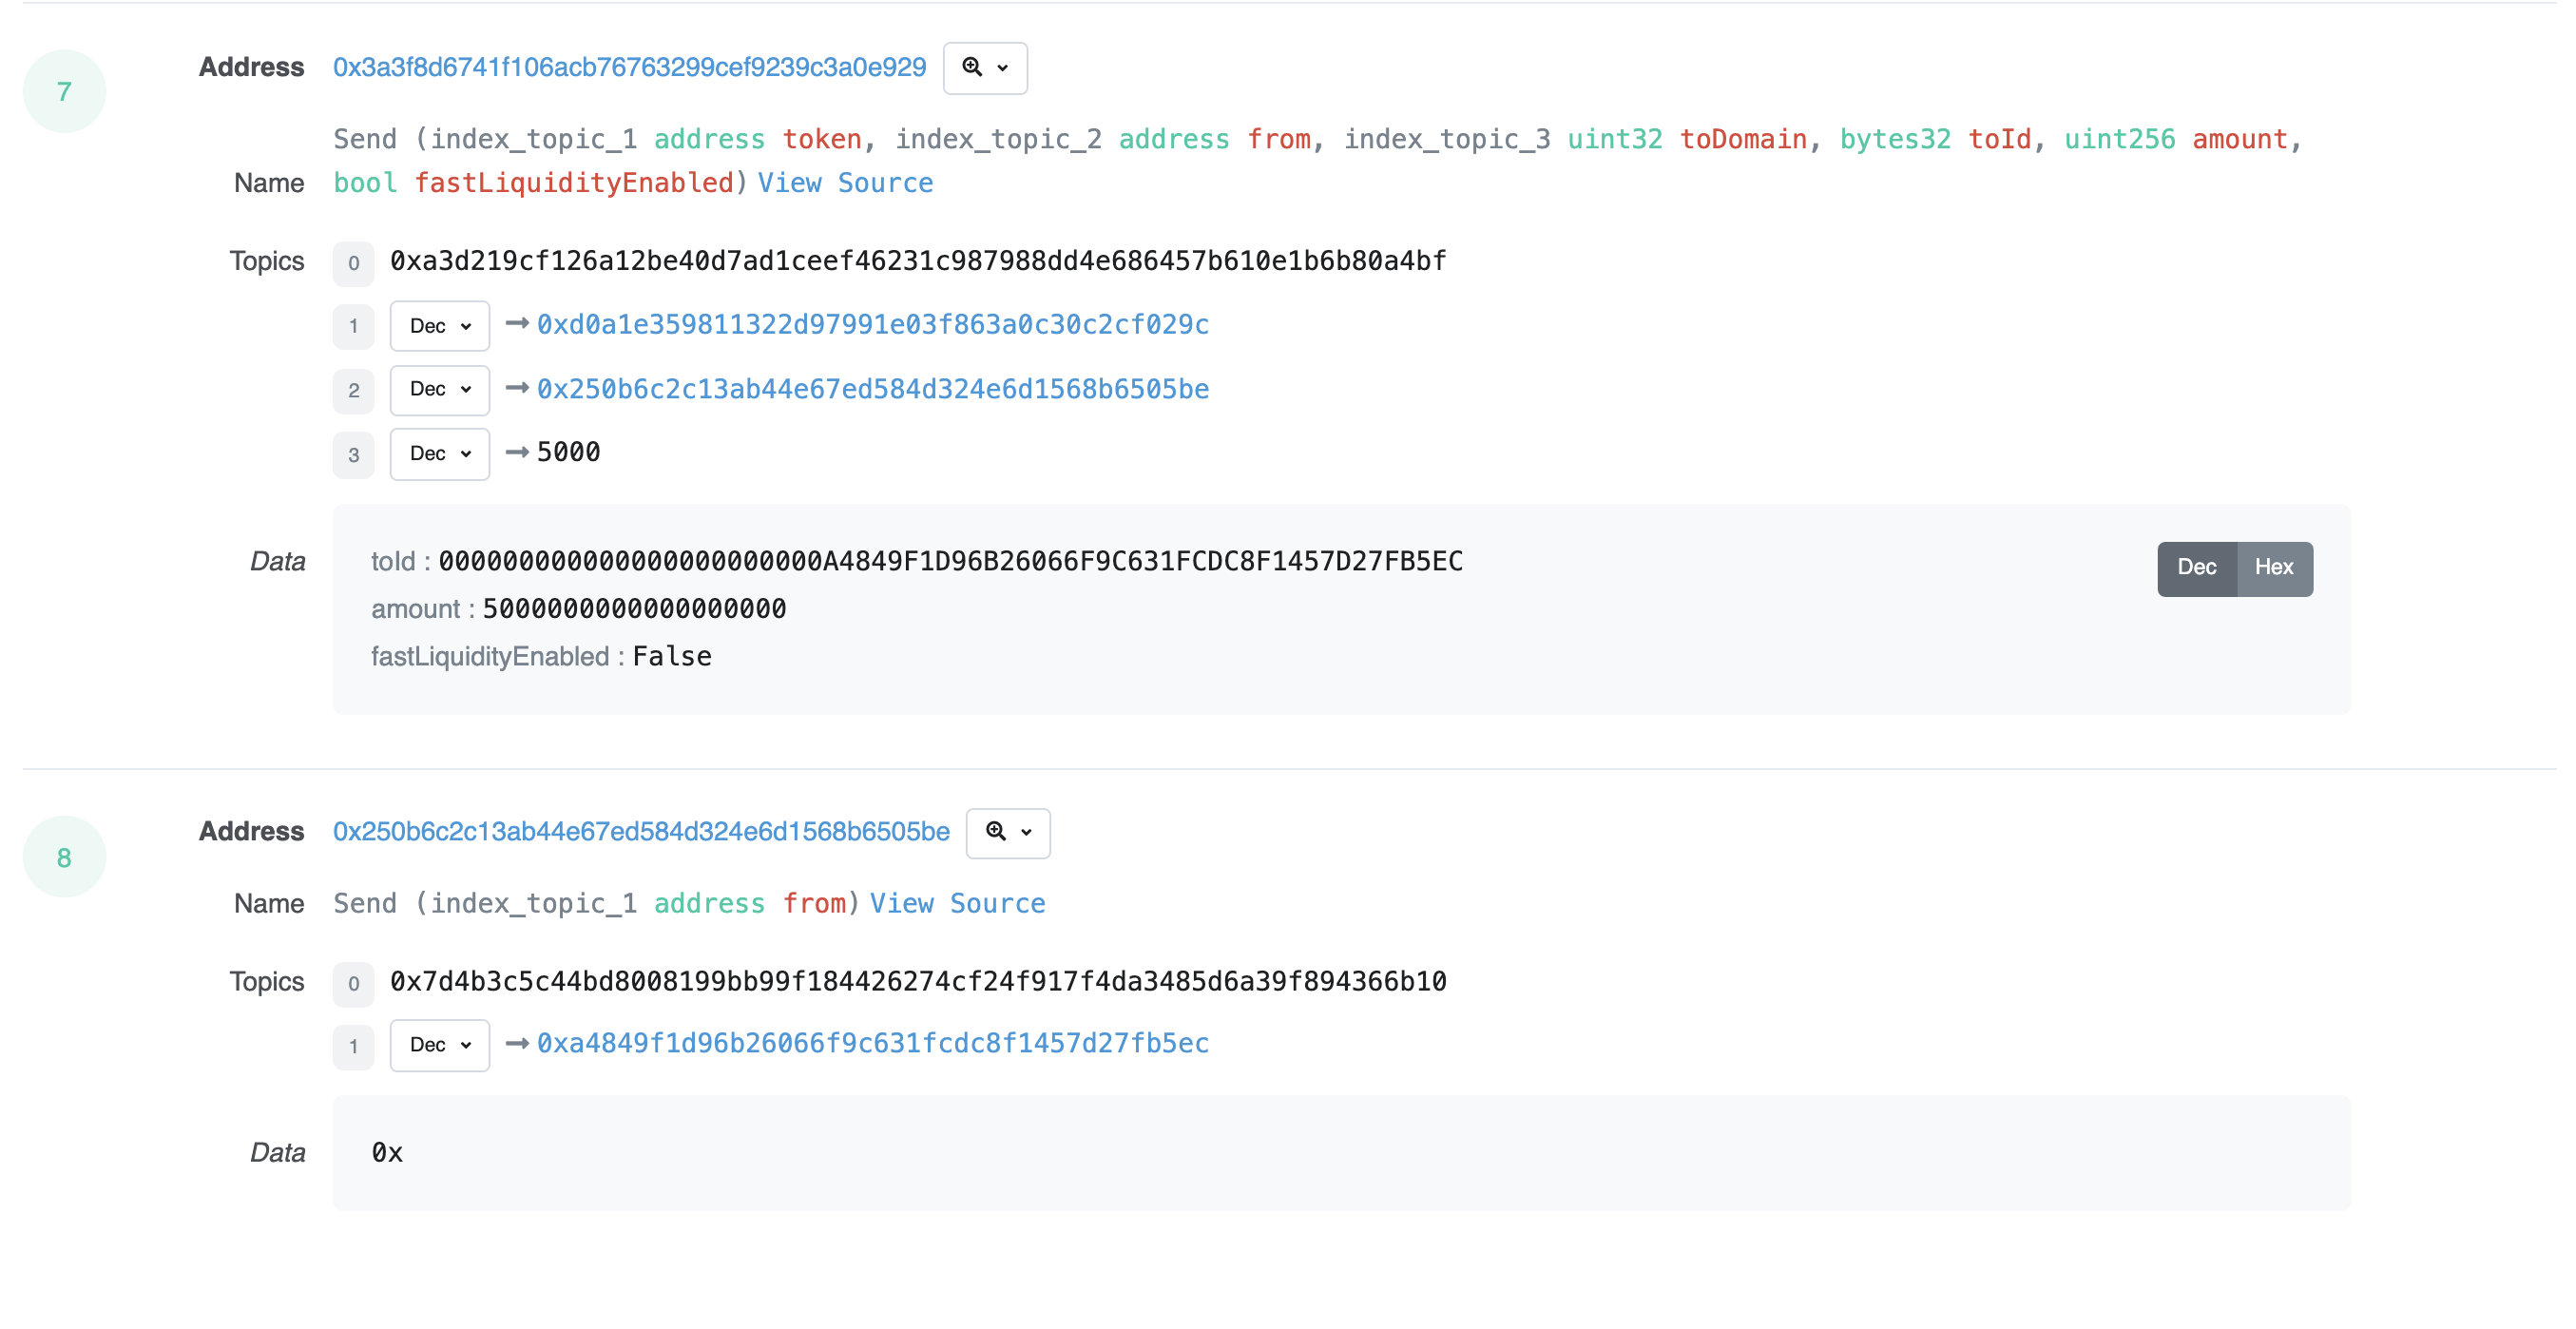 7
Address 0x3a3f8d6741f106acb76763299cef9239c3a0e929
Send (index_topic_1 address token, index_topic_2 address from, index_topic_3 uint32 toDomain, bytes32 toId, uint256 amount,
Name bool fastLiquidityEnabled) View Source
Topics 0 0xa3d219cf126a12be40d7ad1ceef46231c987988dd4e686457b610e1b6b80a4bf
1 Dec 0xd0a1e359811322d97991e03f863a0c30c2cf029c
2 Dec 0x250b6c2c13ab44e67ed584d324e6d1568b6505be
3 Dec 5000
Data toId : 000000000000000000000000A4849F1D96B26066F9C631FCDC8F1457D27FB5EC Dec Hex
amount : 5000000000000000000
fastLiquidityEnabled : False
8
Address 0x250b6c2c13ab44e67ed584d324e6d1568b6505be
Name Send (index_topic_1 address from) View Source
Topics 0 0x7d4b3c5c44bd8008199bb99f184426274cf24f917f4da3485d6a39f894366b10
1 Dec 0xa4849f1d96b26066f9c631fcdc8f1457d27fb5ec
Data 0x